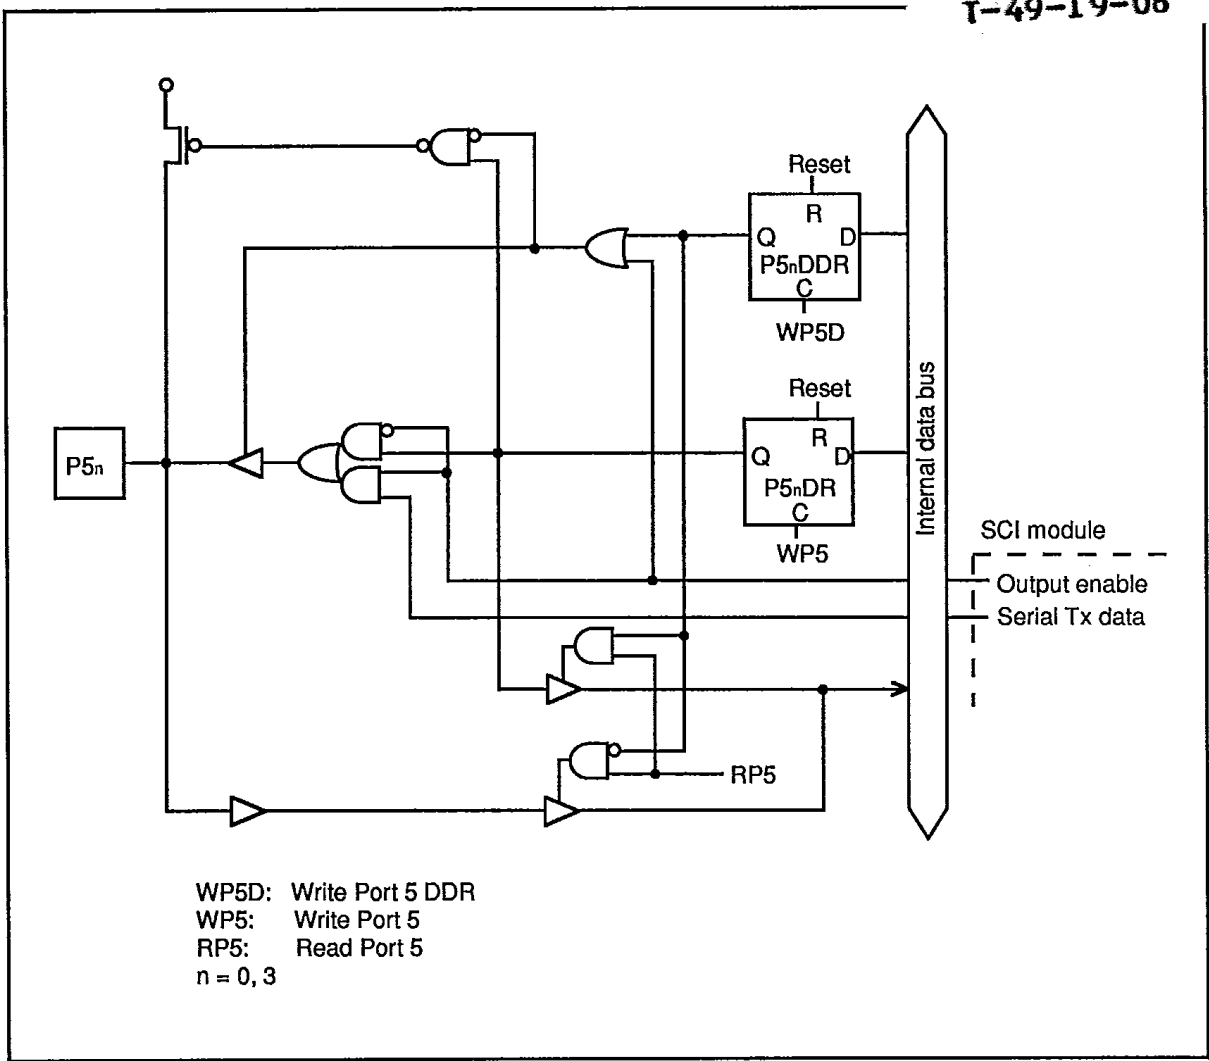 T-49-19-08
Reset
R
Q D
P5nDDR
C
WP5D
Reset
R
Q D
P5nDR
C
WP5
Internal data bus
P5n
SCI module
Output enable
Serial Tx data
RP5
WP5D: Write Port 5 DDR
WP5: Write Port 5
RP5: Read Port 5
n = 0, 3